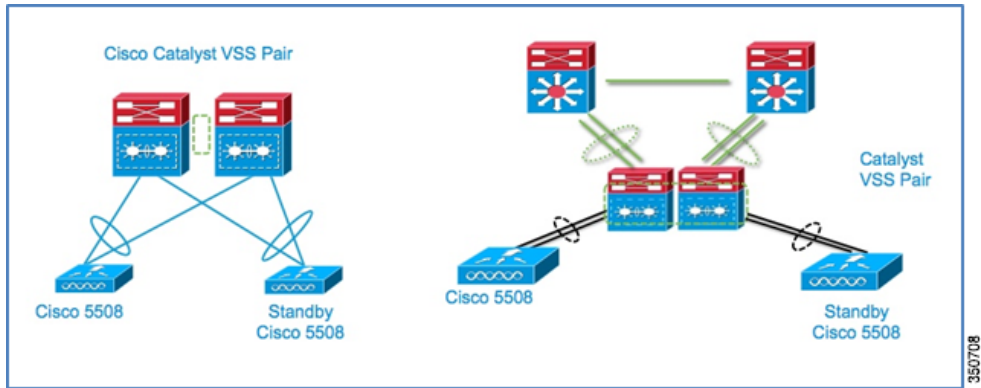 Cisco Catalyst VSS Pair
Cisco 5508
Standby
Cisco 5508
Catalyst
VSS Pair
Cisco 5508
Standby
Cisco 5508
350708